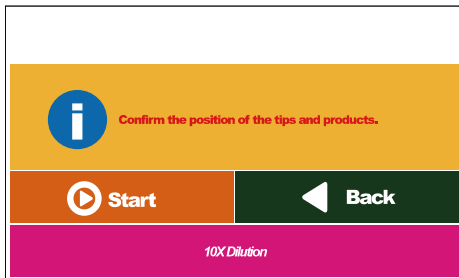 Confirm the position of the tips and products.
Start
Back
10X Dilution